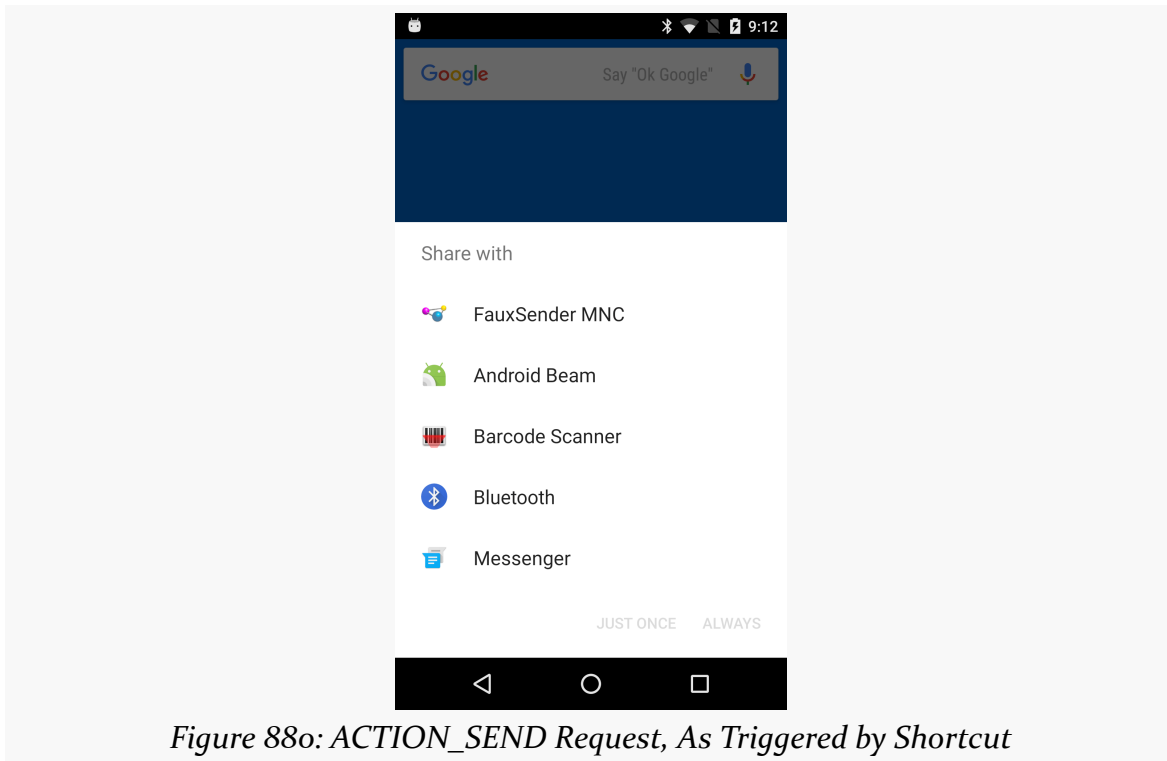 9:12
Google Say "Ok Google"
Share with
FauxSender MNC
Android Beam
Barcode Scanner
Bluetooth
Messenger
JUST ONCE ALWAYS
Figure 880: ACTION_SEND Request, As Triggered by Shortcut